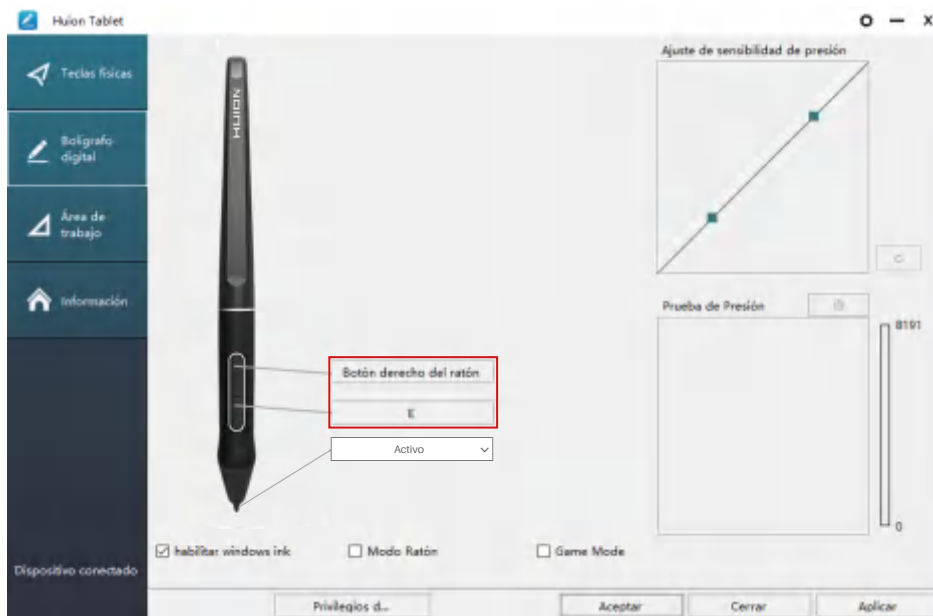 Huion Tablet
Teclas físicas
Bolígrafo
digital
Área de
trabajo
Información
Dispositivo conectado
HUION
Botón derecho del ratón
E
Activo
habilitar windows ink
Modo Ratón
Game Mode
Ajuste de sensibilidad de presión
Prueba de Presión
8191
0
Privilegios d...
Aceptar
Cerrar
Aplicar